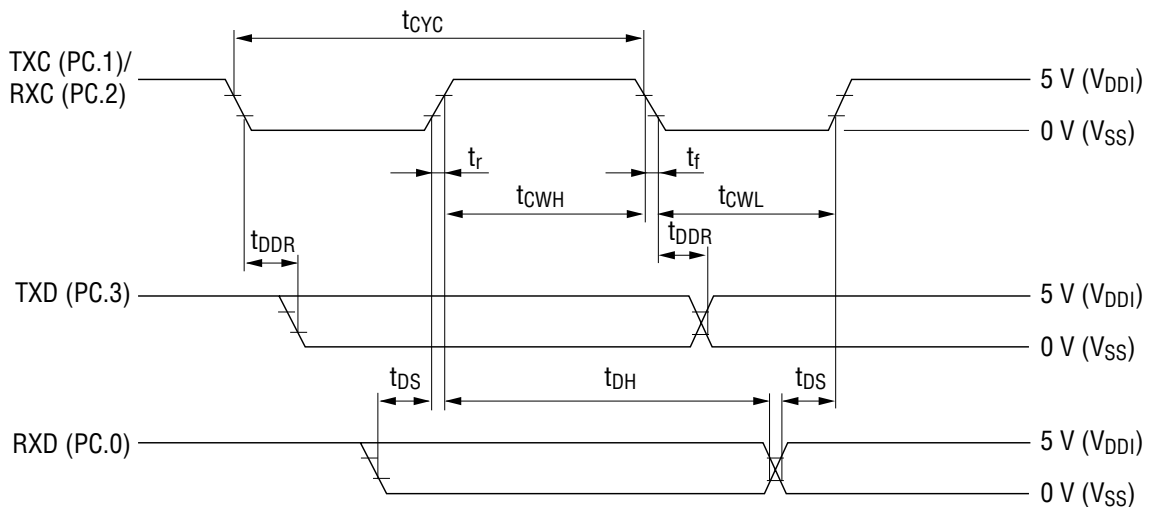 tCYC
TXC (PC.1)/
RXC (PC.2)
5 V (VDDI)
0 V (VSS)
tr
tf
tCWH
tCWL
tDDR
tDDR
TXD (PC.3)
5 V (VDDI)
0 V (VSS)
tDS
tDH
tDS
RXD (PC.0)
5 V (VDDI)
0 V (VSS)